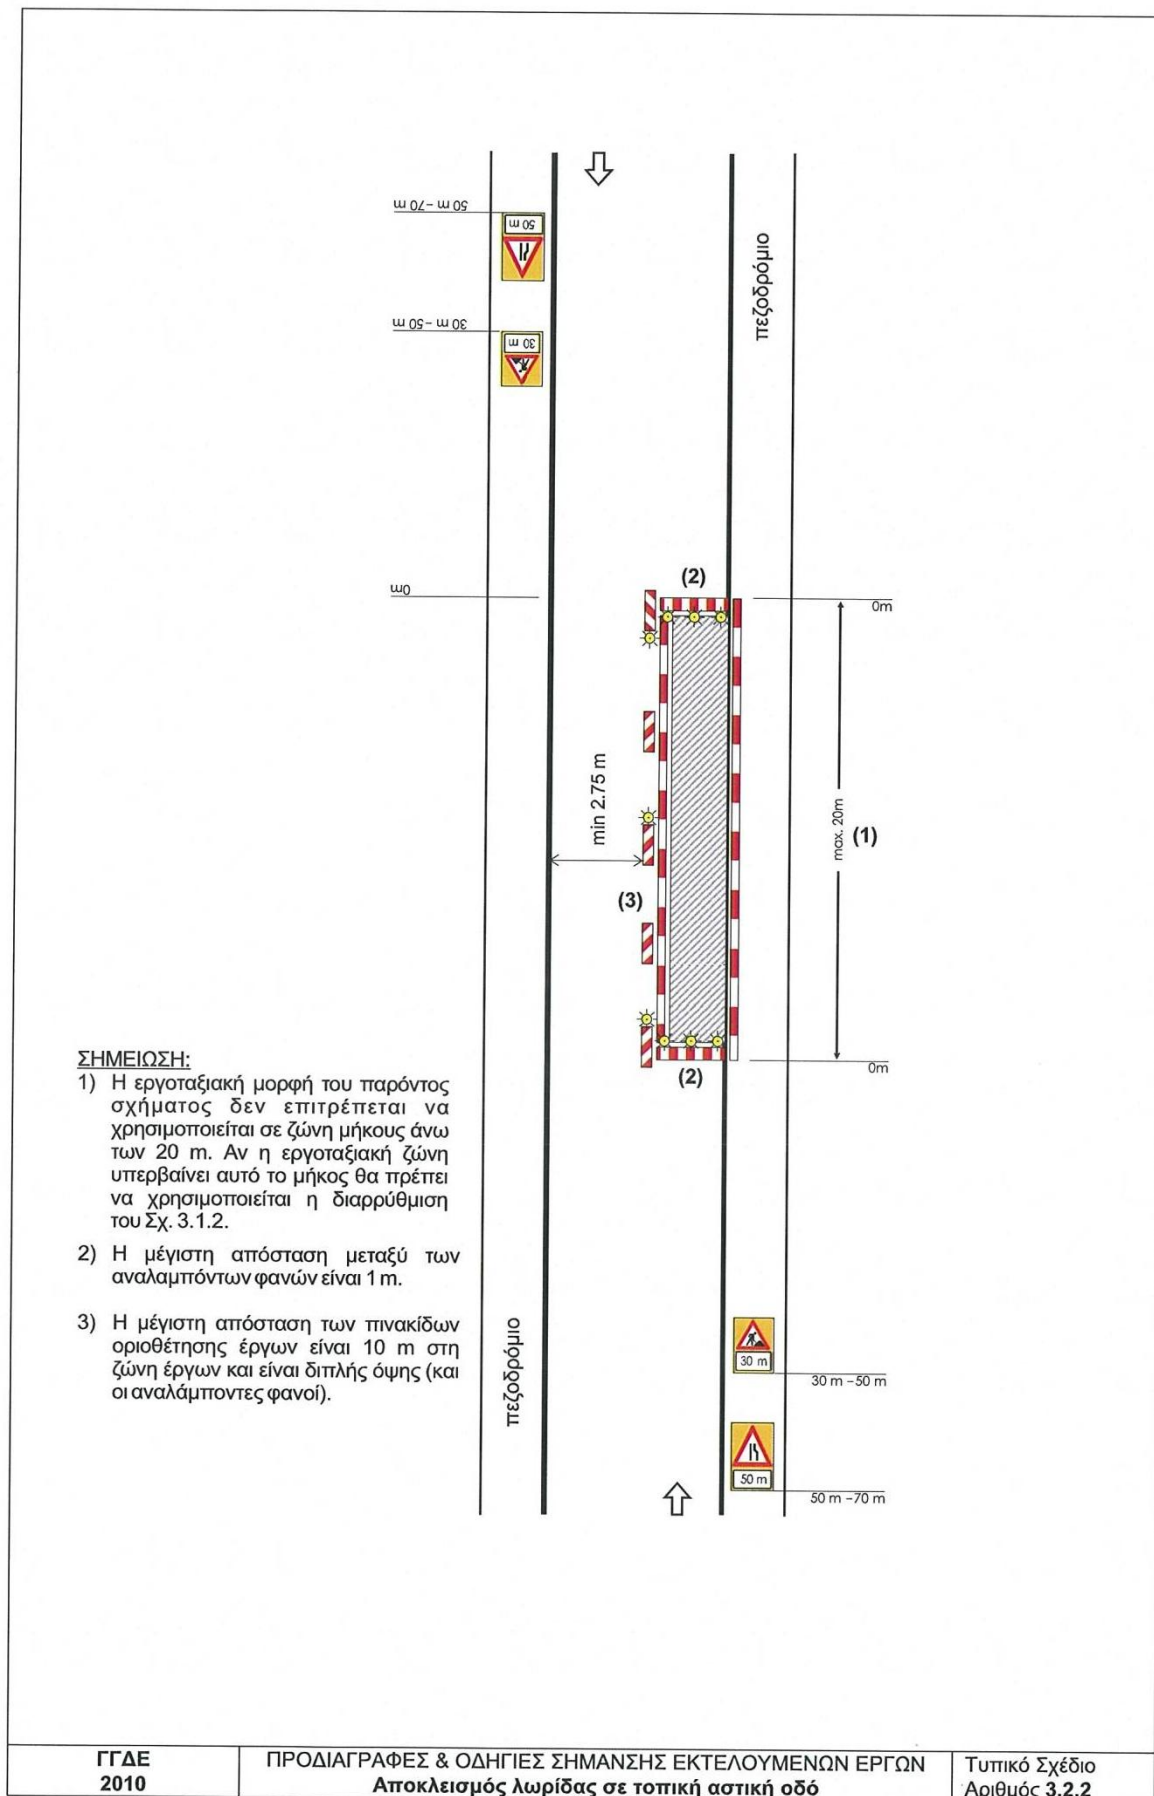 50 m – 70 m
50 m
30 m – 50 m
30 m
πεζοδρόμιο
0m
(2)
0m
min 2.75 m
max. 20m
(1)
(3)
(2)
0m
ΣΗΜΕΙΩΣΗ:
1) Η εργοταξιακή μορφή του παρόντος
σχήματος δεν επιτρέπεται να
χρησιμοποιείται σε ζώνη μήκους άνω
των 20 m. Αν η εργοταξιακή ζώνη
υπερβαίνει αυτό το μήκος θα πρέπει
να χρησιμοποιείται η διαρρύθμιση
του Σχ. 3.1.2.
2) Η μέγιστη απόσταση μεταξύ των
αναλαμπόντων φανών είναι 1 m.
3) Η μέγιστη απόσταση των πινακίδων
οριοθέτησης έργων είναι 10 m στη
ζώνη έργων και είναι διπλής όψης (και
οι αναλάμποντες φανοί).
πεζοδρόμιο
30 m
30 m – 50 m
50 m
50 m – 70 m
ΓΓΔΕ
2010
ΠΡΟΔΙΑΓΡΑΦΕΣ & ΟΔΗΓΙΕΣ ΣΗΜΑΝΣΗΣ ΕΚΤΕΛΟΥΜΕΝΩΝ ΕΡΓΩΝ
Αποκλεισμός λωρίδας σε τοπική αστική οδό
Τυπικό Σχέδιο
Αριθμός 3.2.2